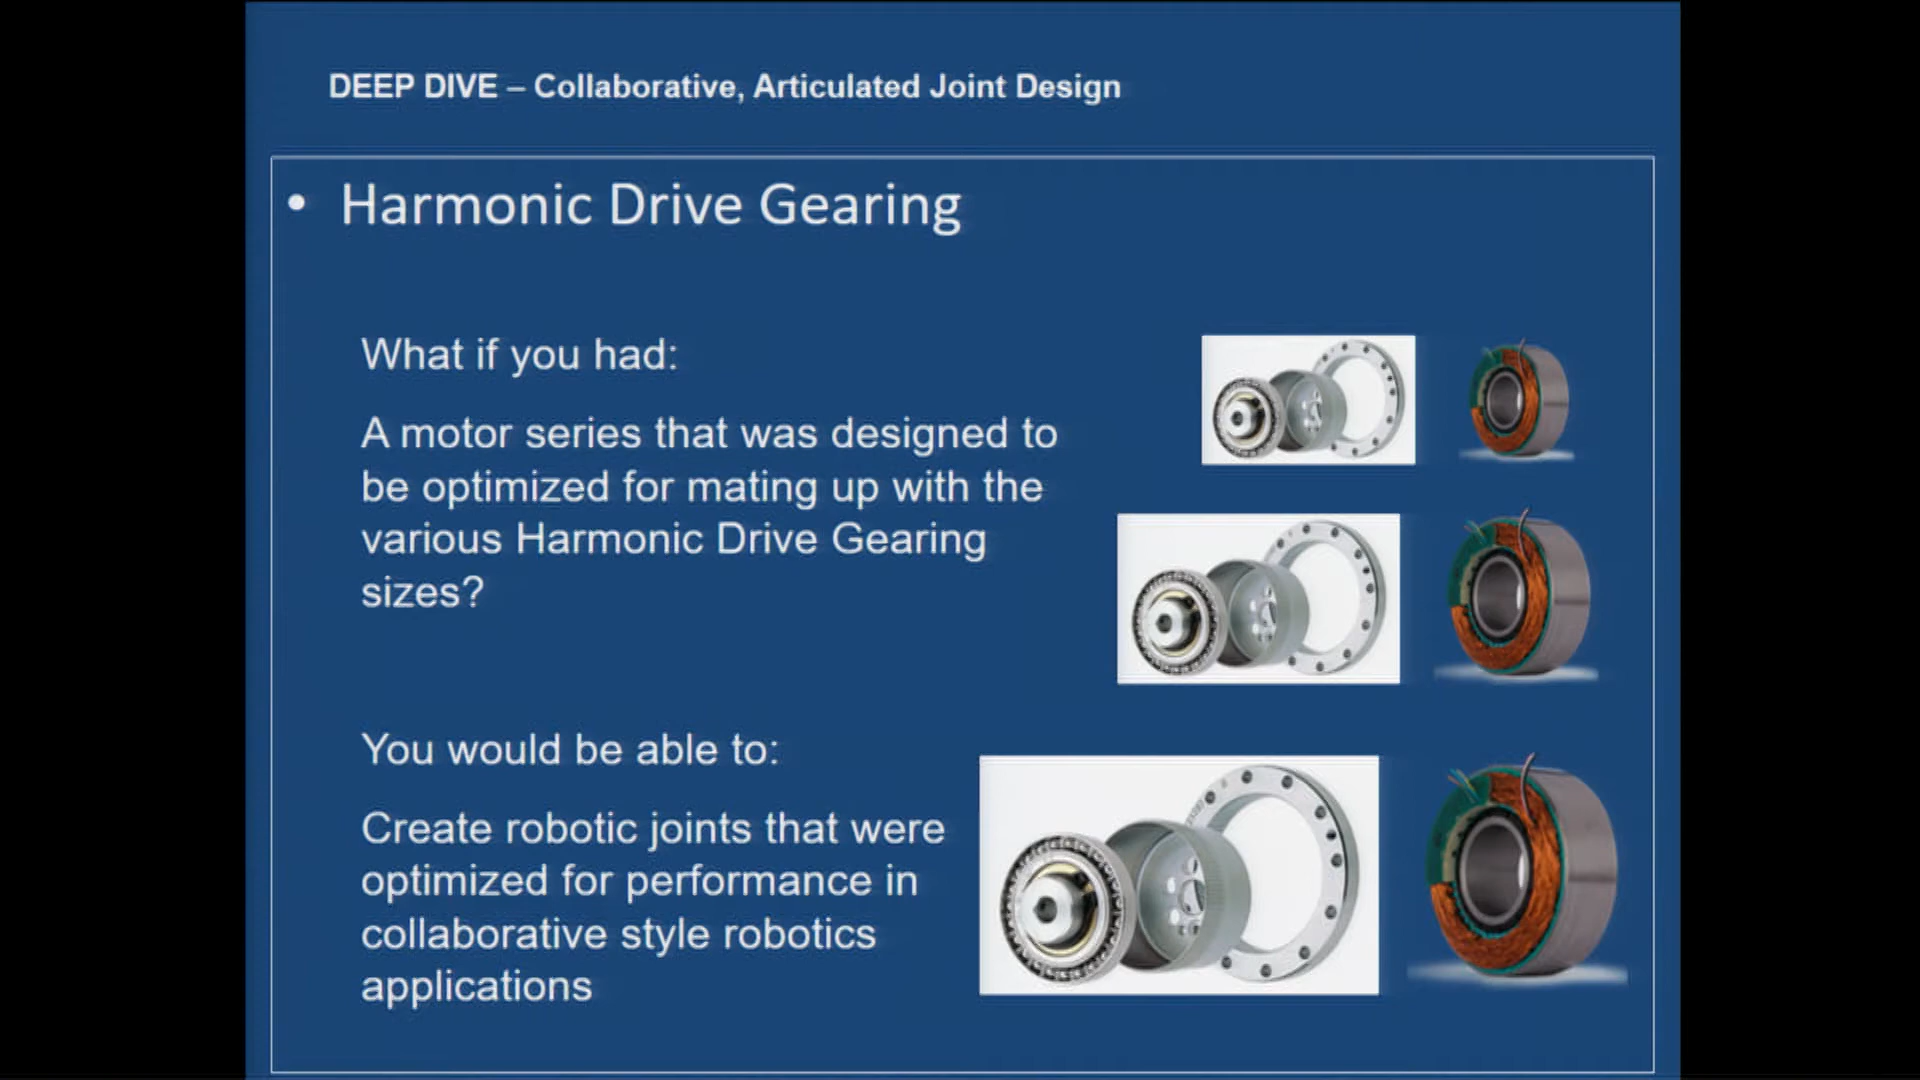 DEEP DIVE – Collaborative, Articulated Joint Design
• Harmonic Drive Gearing
What if you had:
A motor series that was designed to
be optimized for mating up with the
various Harmonic Drive Gearing
sizes?
You would be able to:
Create robotic joints that were
optimized for performance in
collaborative style robotics
applications